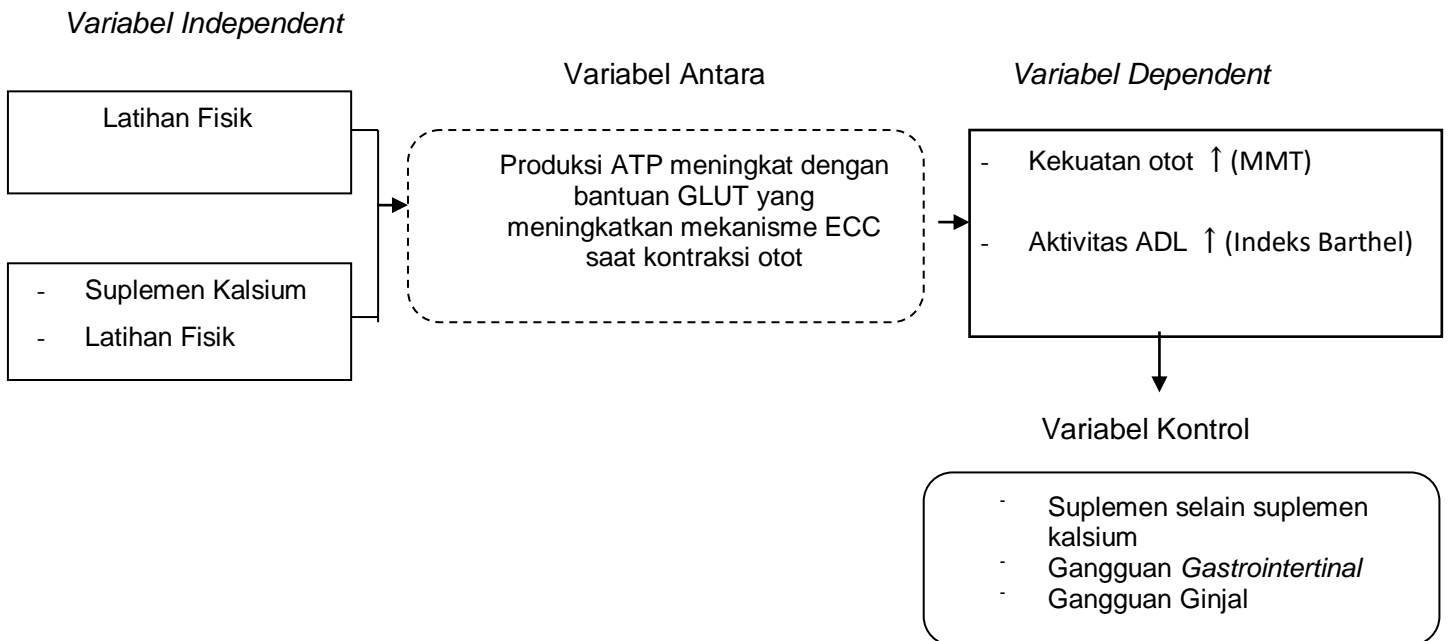 Variabel Independent
Variabel Antara
Variabel Dependent
Latihan Fisik
- Suplemen Kalsium
- Latihan Fisik
Produksi ATP meningkat dengan
bantuan GLUT yang
meningkatkan mekanisme ECC
saat kontraksi otot
- Kekuatan otot ↑ (MMT)
- Aktivitas ADL ↑ (Indeks Barthel)
Variabel Kontrol
- Suplemen selain suplemen
kalsium
- Gangguan Gastrointertinal
- Gangguan Ginjal